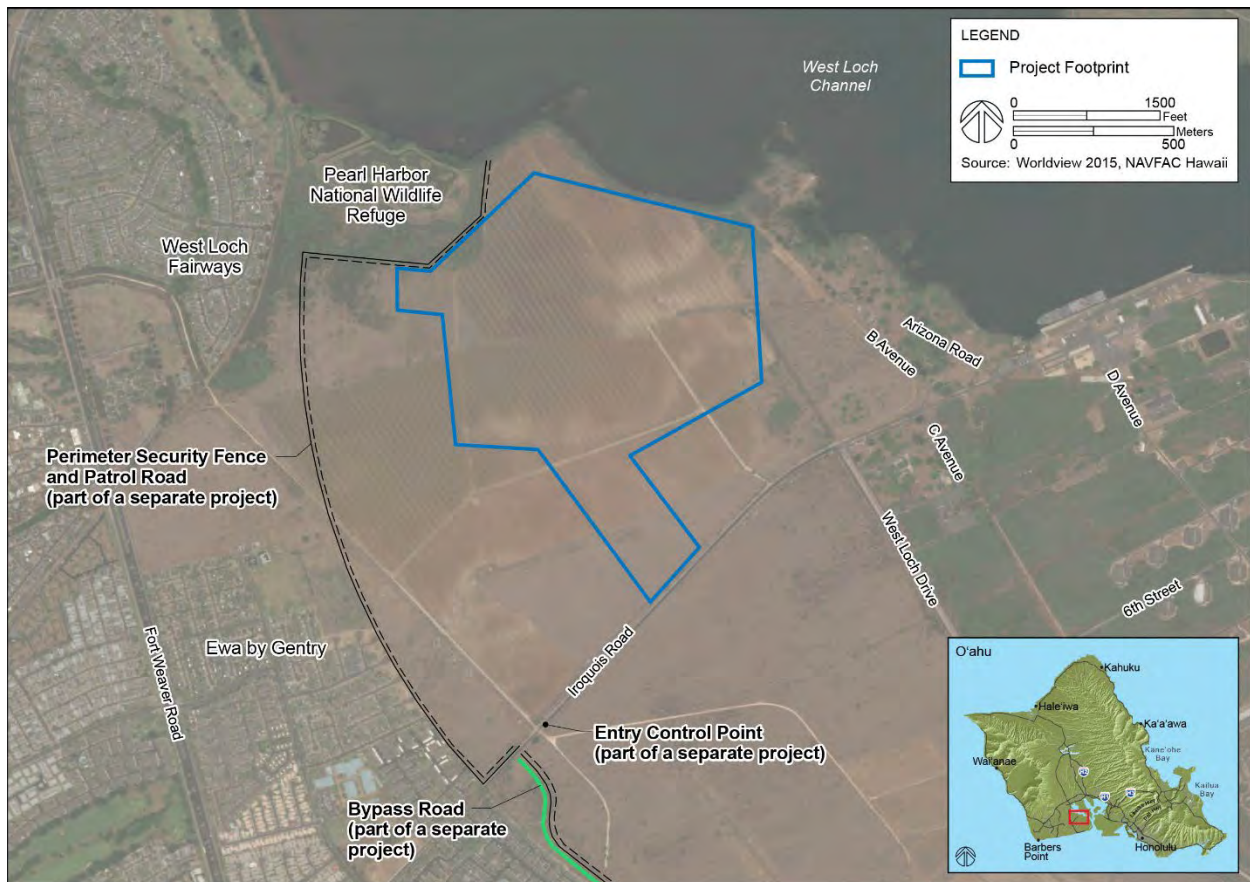 LEGEND
Project Footprint
0 1500
Feet
Meters
0 500
Source: Worldview 2015, NAVFAC Hawaii
West Loch
Channel
Pearl Harbor
National Wildlife
Refuge
West Loch
Fairways
Arizona Road
B Avenue
D Avenue
C Avenue
Perimeter Security Fence
and Patrol Road
(part of a separate project)
West Loch Drive
6th Street
Fort Weaver Road
Ewa by Gentry
Iroquois Road
Entry Control Point
(part of a separate project)
Bypass Road
(part of a separate
project)
O'ahu
Kahuku
Hale'iwa
Ka'a'awa
Kane'ohe
Bay
Wai'anae
Kailua
Bay
Barbers
Point
Honolulu